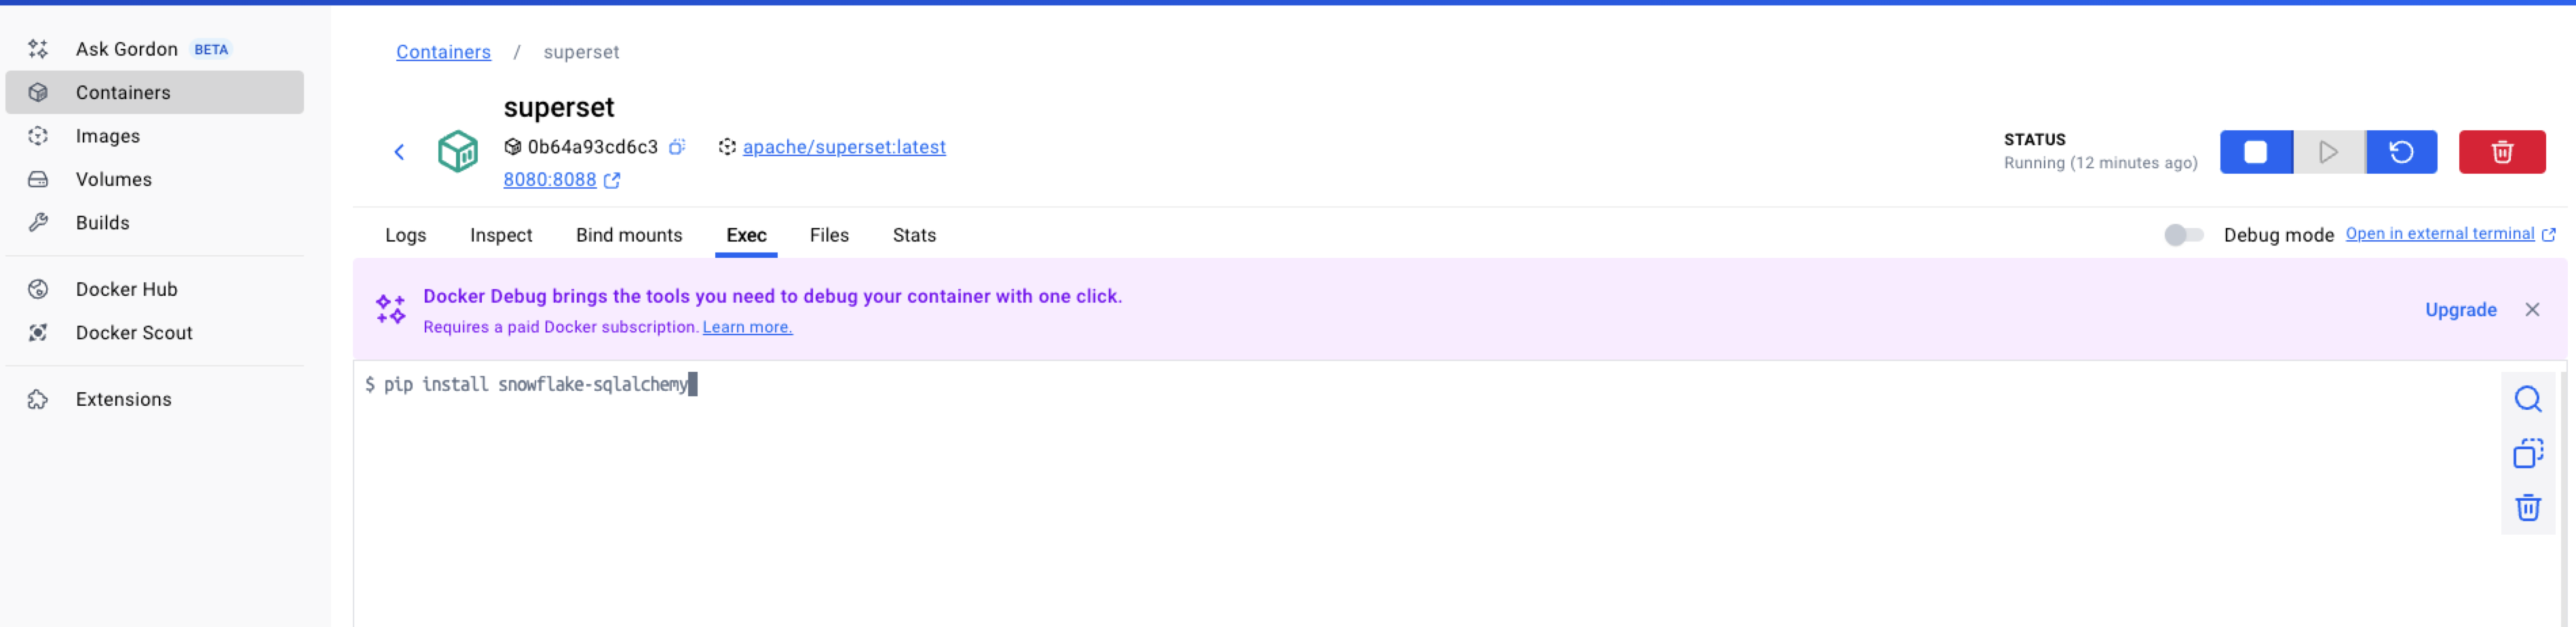 Ask Gordon BETA
Containers
Images
Volumes
Builds
Docker Hub
Docker Scout
Extensions
Containers / superset
superset
0b64a93cd6c3 apache/superset:latest
8080:8088
STATUS
Running (12 minutes ago)
Logs Inspect Bind mounts Exec Files Stats
Debug mode Open in external terminal
Docker Debug brings the tools you need to debug your container with one click.
Requires a paid Docker subscription. Learn more.
Upgrade
$ pip install snowflake-sqlalchemy